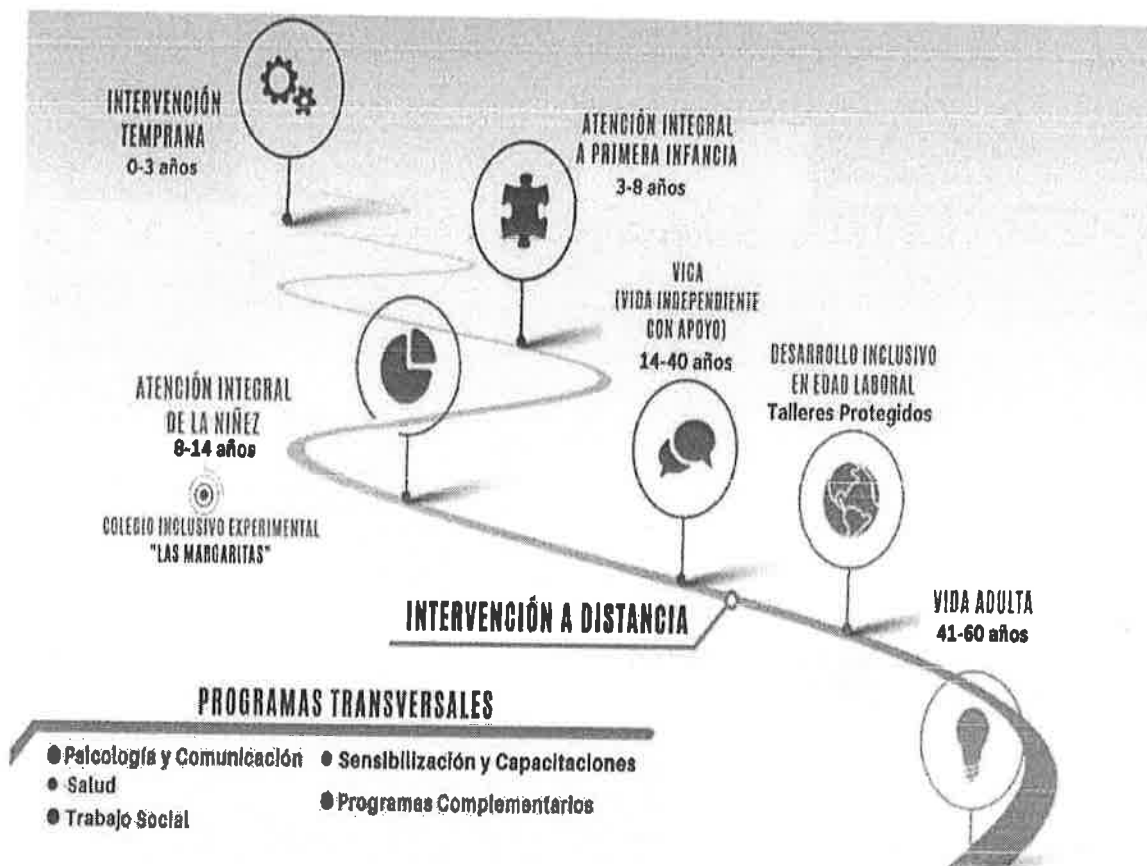 INTERVENCIÓN
TEMPRANA
0-3 años
ATENCIÓN INTEGRAL
A PRIMERA INFANCIA
3-8 años
ATENCIÓN INTEGRAL
DE LA NIÑEZ
8-14 años
COLEGIO INCLUSIVO EXPERIMENTAL
"LAS MARGARITAS"
VICA
(VIDA INDEPENDIENTE
CON APOYO)
14-40 años
DESARROLLO INCLUSIVO
EN EDAD LABORAL
Talleres Protegidos
INTERVENCIÓN A DISTANCIA
VIDA ADULTA
41-60 años
PROGRAMAS TRANSVERSALES
● Psicología y Comunicación
● Salud
● Trabajo Social
● Sensibilización y Capacitaciones
● Programas Complementarios